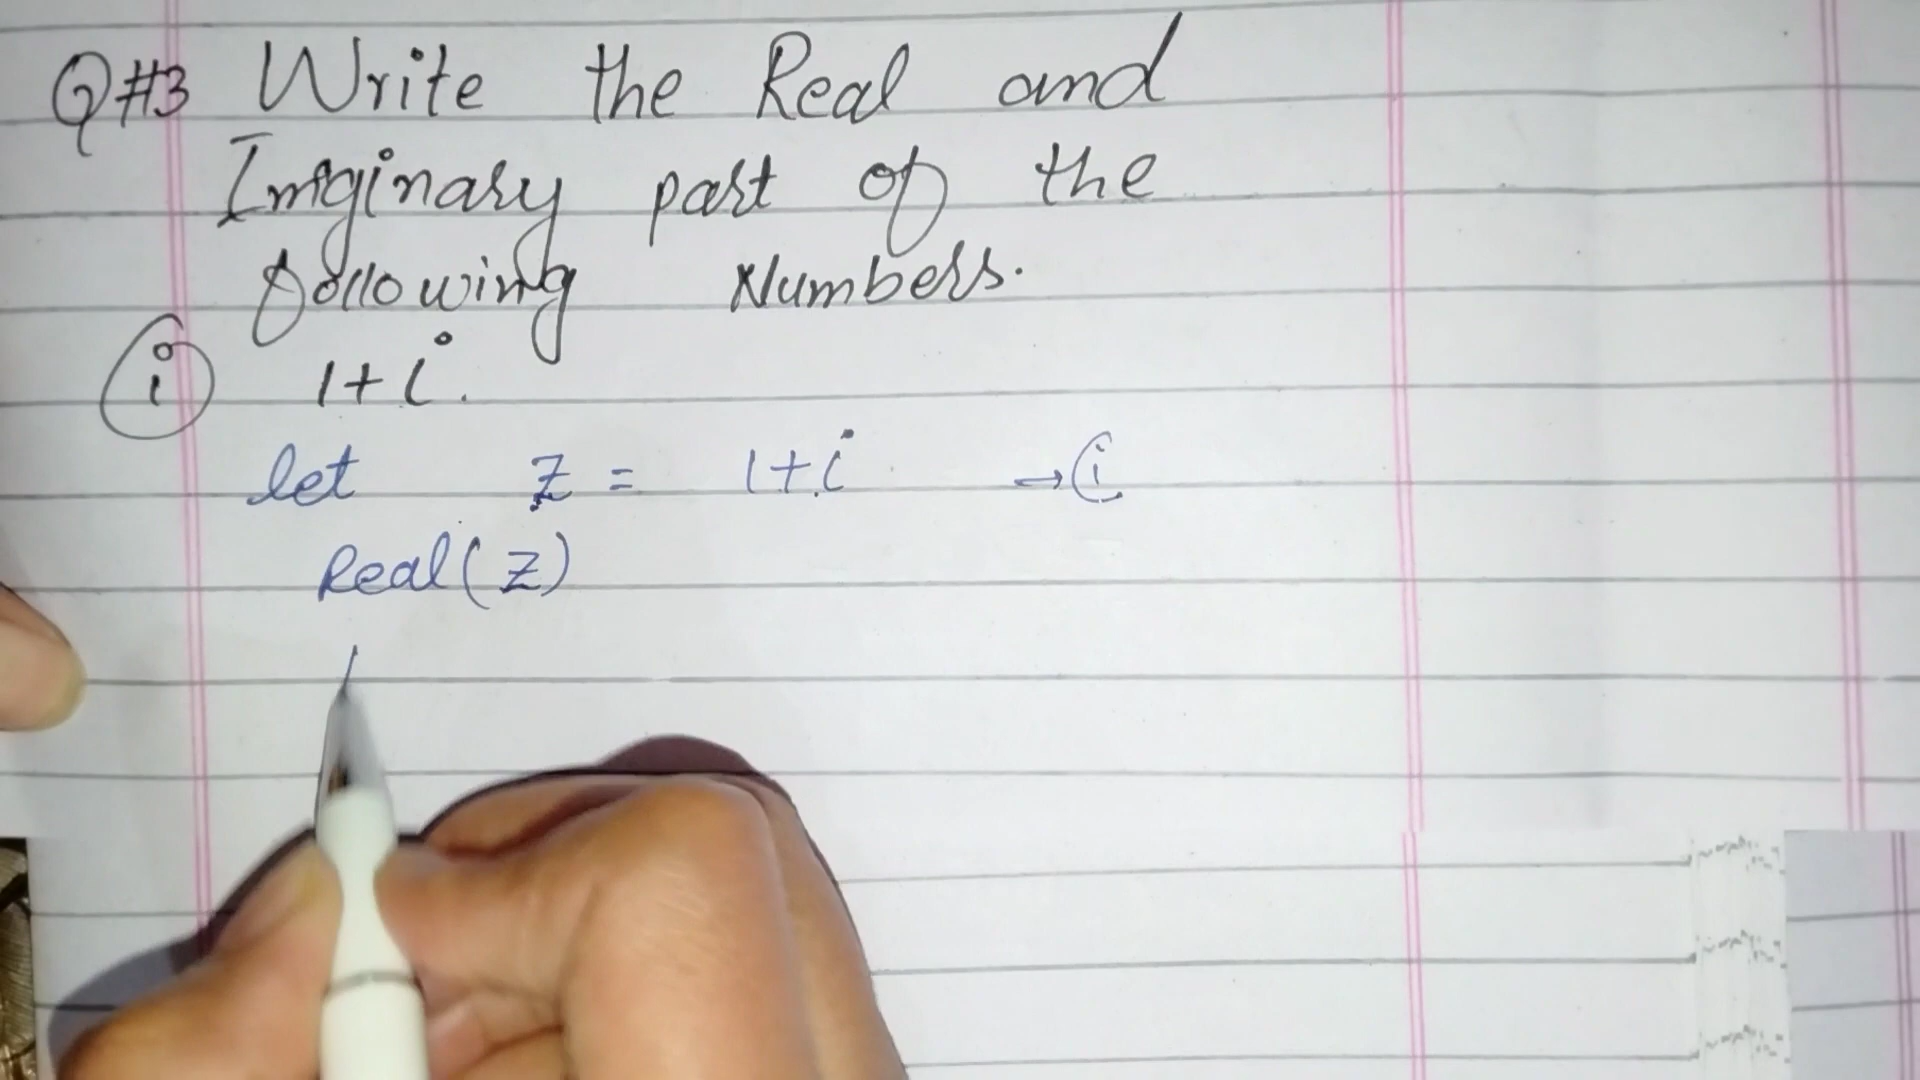 Q#3 Write the Real and
Imginary part of the
following Numbers.
i 1+i.
let z = 1+i →(i
Real(z)